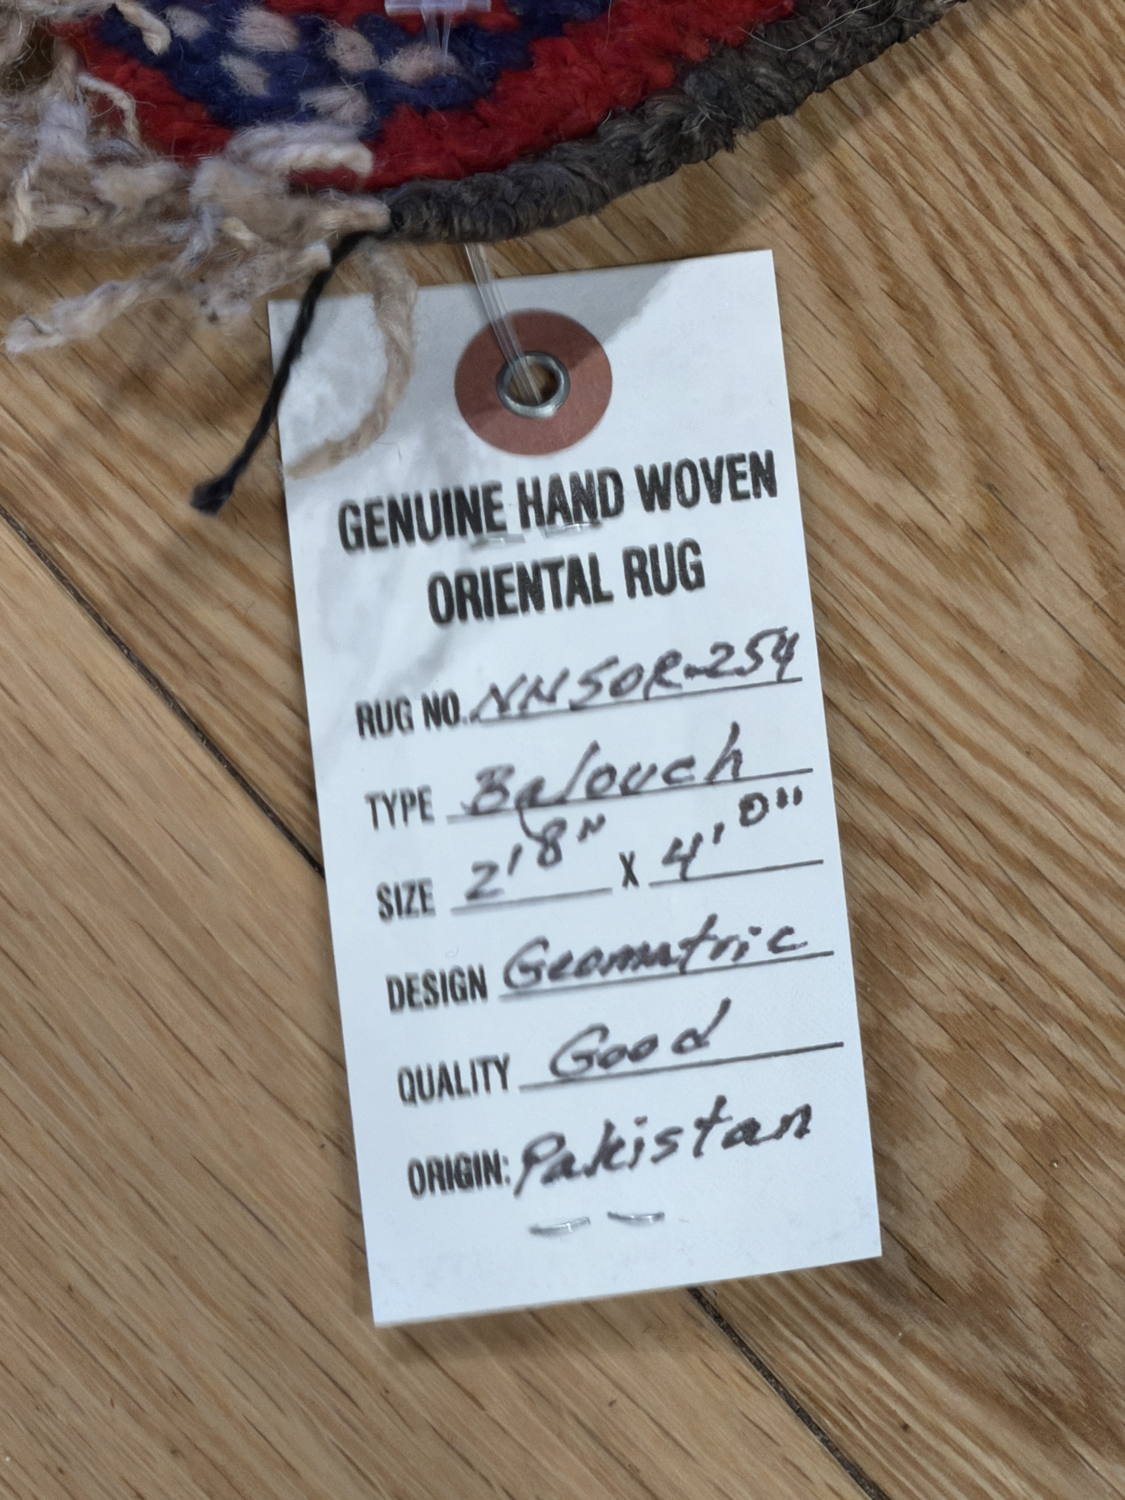 GENUINE HAND WOVEN
ORIENTAL RUG
RUG NO. NNSOR-254
TYPE Balouch
SIZE 2'8" X 4'0"
DESIGN Geomatric
QUALITY Good
ORIGIN: Pakistan